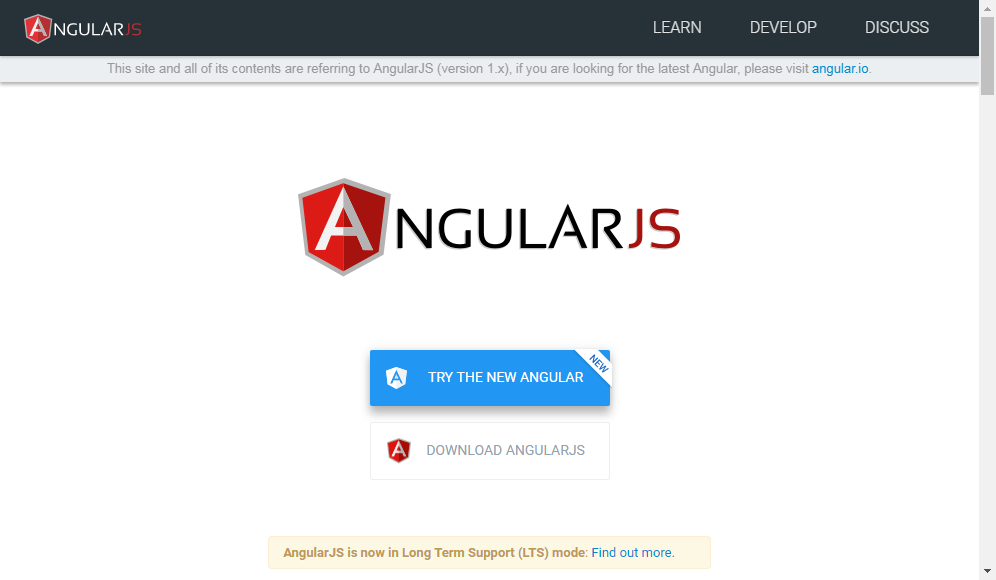 ANGULARJS
LEARN
DEVELOP
DISCUSS
This site and all of its contents are referring to AngularJS (version 1.x), if you are looking for the latest Angular, please visit angular.io.
ANGULARJS
NEW
TRY THE NEW ANGULAR
DOWNLOAD ANGULARJS
AngularJS is now in Long Term Support (LTS) mode: Find out more.